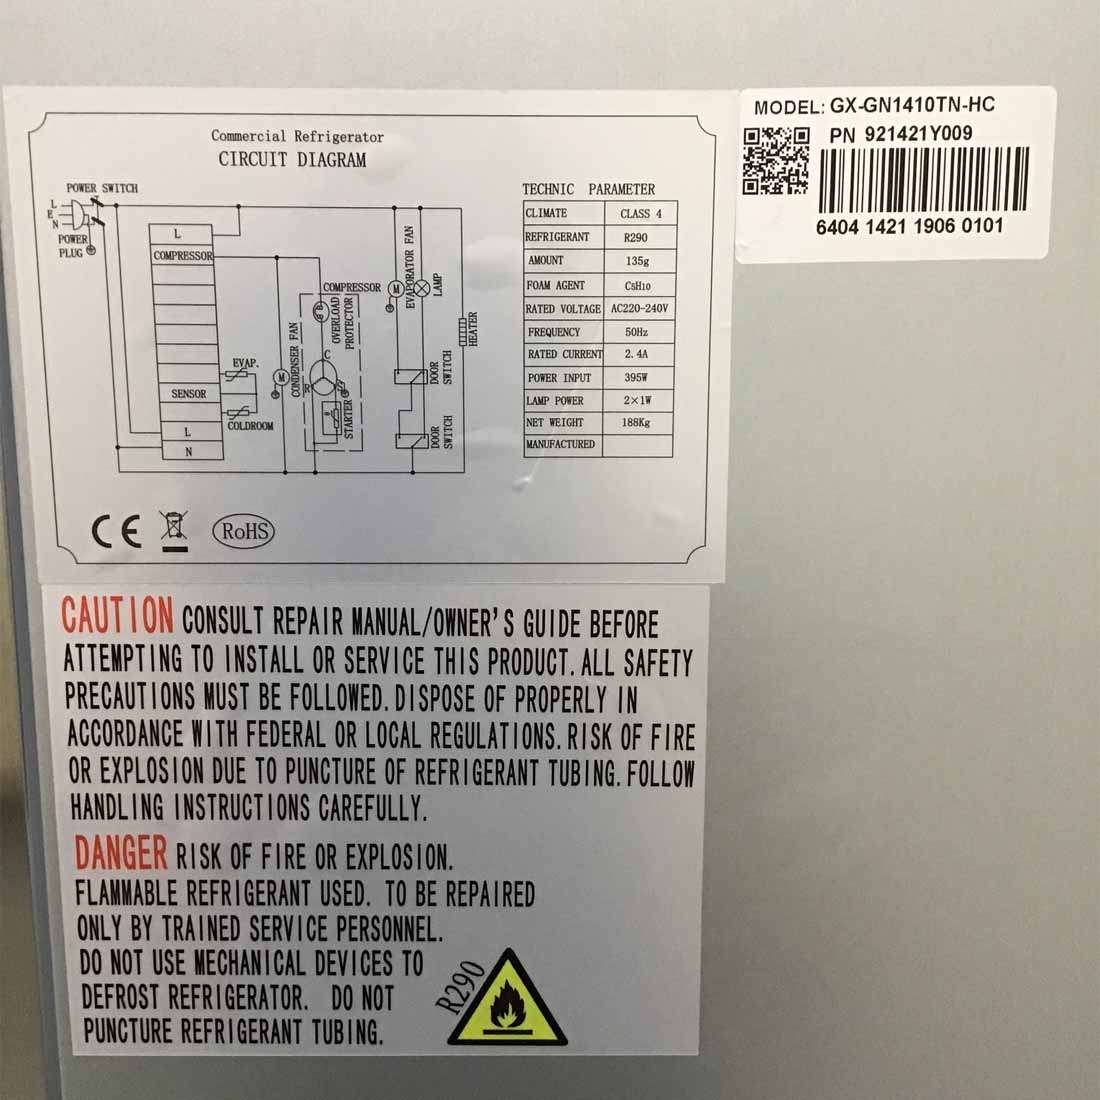 Commercial Refrigerator
CIRCUIT DIAGRAM
POWER SWITCH
L
E
N
POWER
PLUG
L
COMPRESSOR
SENSOR
L
N
EVAP.
COLDROOM
M
CONDENSER FAN
COMPRESSOR
OVERLOAD
PROTECTOR
C
R
S
STARTER
M
EVAPORATOR FAN
LAMP
DOOR
SWITCH
DOOR
SWITCH
HEATER
TECHNIC PARAMETER
CLIMATE CLASS 4
REFRIGERANT R290
AMOUNT 135g
FOAM AGENT C5H10
RATED VOLTAGE AC220-240V
FREQUENCY 50Hz
RATED CURRENT 2.4A
POWER INPUT 395W
LAMP POWER 2×1W
NET WEIGHT 188Kg
MANUFACTURED
CE
RoHS
MODEL: GX-GN1410TN-HC
PN 921421Y009
6404 1421 1906 0101
CAUTION CONSULT REPAIR MANUAL/OWNER'S GUIDE BEFORE
ATTEMPTING TO INSTALL OR SERVICE THIS PRODUCT. ALL SAFETY
PRECAUTIONS MUST BE FOLLOWED. DISPOSE OF PROPERLY IN
ACCORDANCE WITH FEDERAL OR LOCAL REGULATIONS. RISK OF FIRE
OR EXPLOSION DUE TO PUNCTURE OF REFRIGERANT TUBING. FOLLOW
HANDLING INSTRUCTIONS CAREFULLY.
DANGER RISK OF FIRE OR EXPLOSION.
FLAMMABLE REFRIGERANT USED. TO BE REPAIRED
ONLY BY TRAINED SERVICE PERSONNEL.
DO NOT USE MECHANICAL DEVICES TO
DEFROST REFRIGERATOR. DO NOT
PUNCTURE REFRIGERANT TUBING.
R290